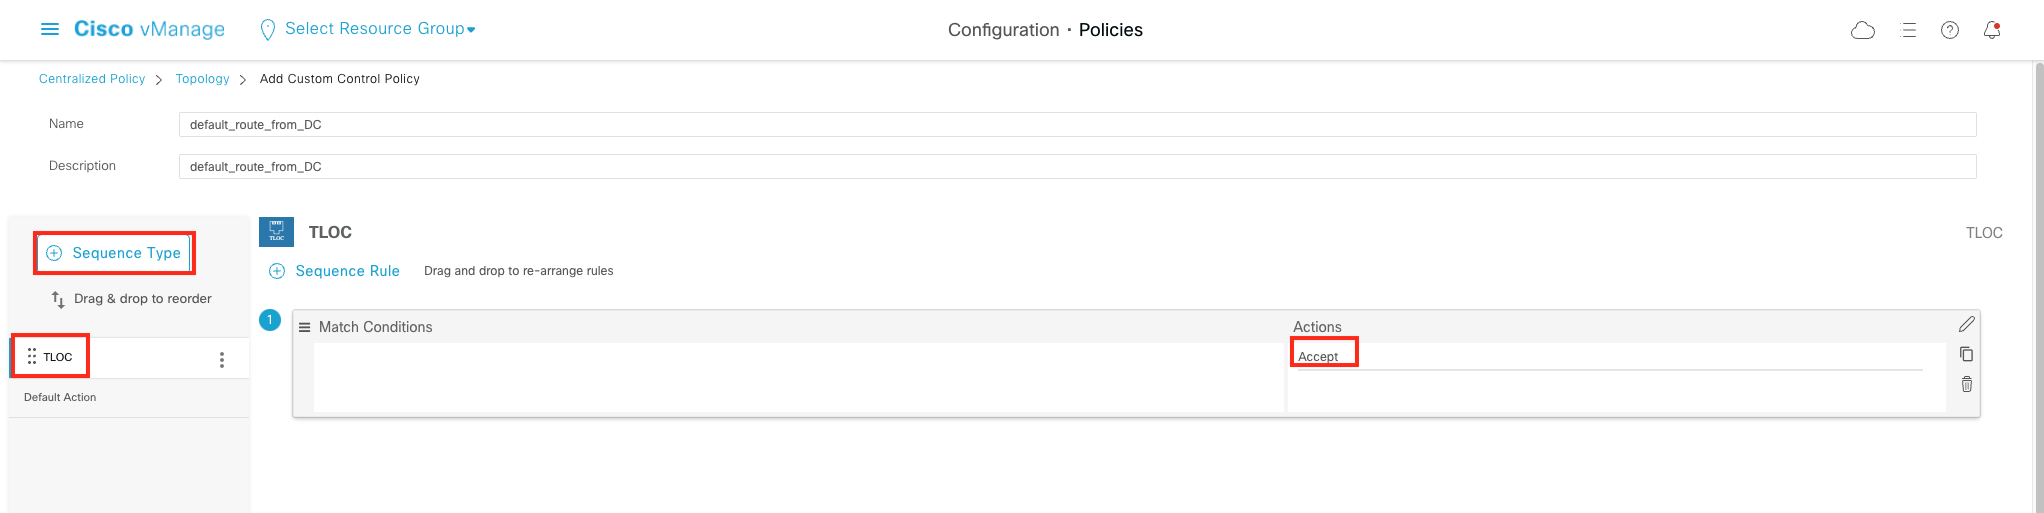 Cisco vManage
Select Resource Group
Configuration · Policies
Centralized Policy > Topology > Add Custom Control Policy
Name
default_route_from_DC
Description
default_route_from_DC
Sequence Type
Drag & drop to reorder
TLOC
Default Action
TLOC
TLOC
TLOC
Sequence Rule
Drag and drop to re-arrange rules
1
Match Conditions
Actions
Accept